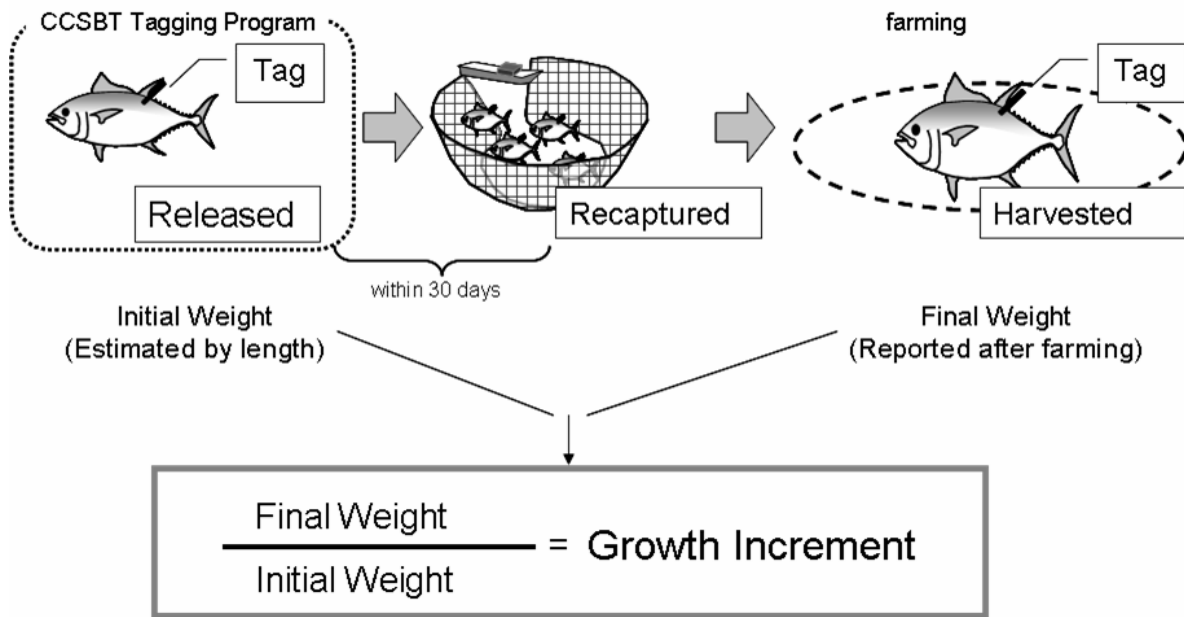 CCSBT Tagging Program
farming
Tag
Tag
Released
Recaptured
Harvested
within 30 days
Initial Weight
(Estimated by length)
Final Weight
(Reported after farming)
Final Weight
Initial Weight
= Growth Increment